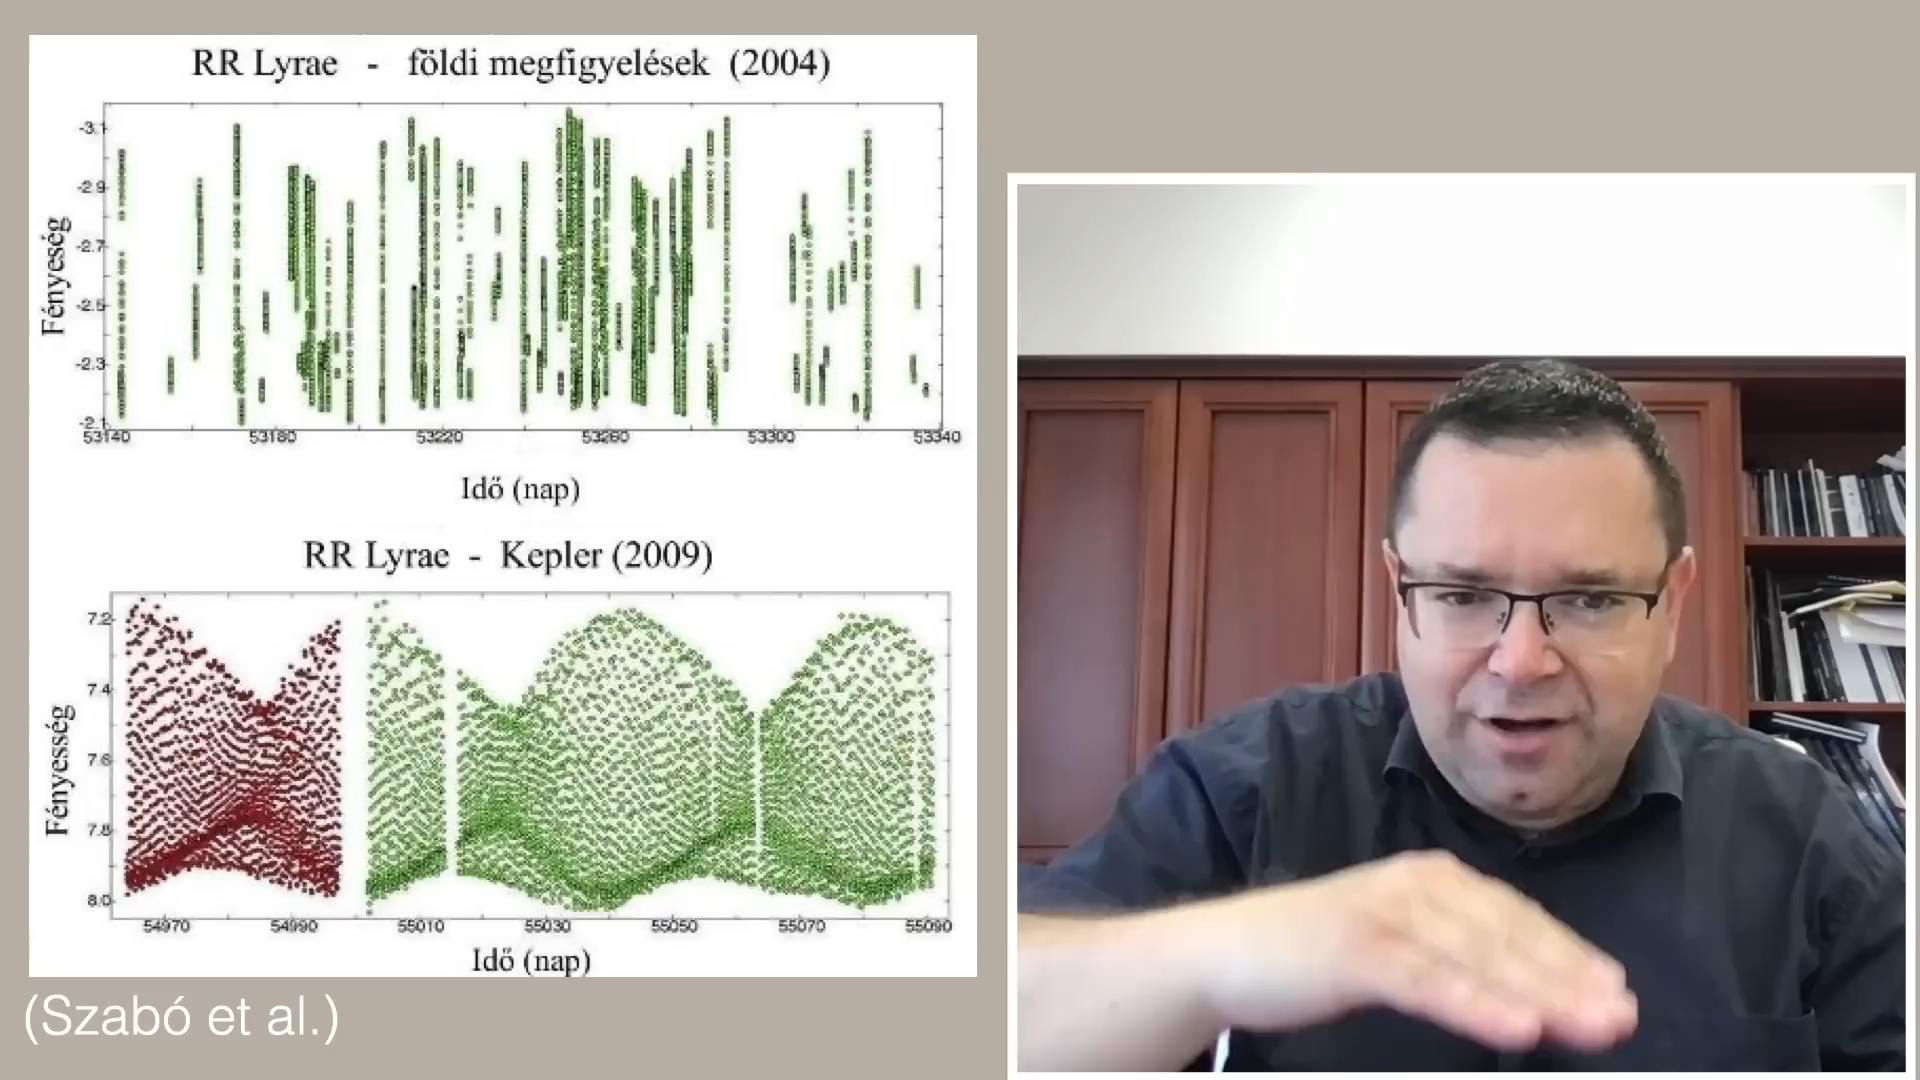 RR Lyrae - földi megfigyelések (2004)
Fényeség
-3.1
-2.9
-2.7
-2.5
-2.3
-2.1
53140 53180 53220 53260 53300 53340
Idő (nap)
RR Lyrae - Kepler (2009)
Fényesség
7.2
7.4
7.6
7.8
8.0
54970 54990 55010 55030 55050 55070 55090
Idő (nap)
(Szabó et al.)